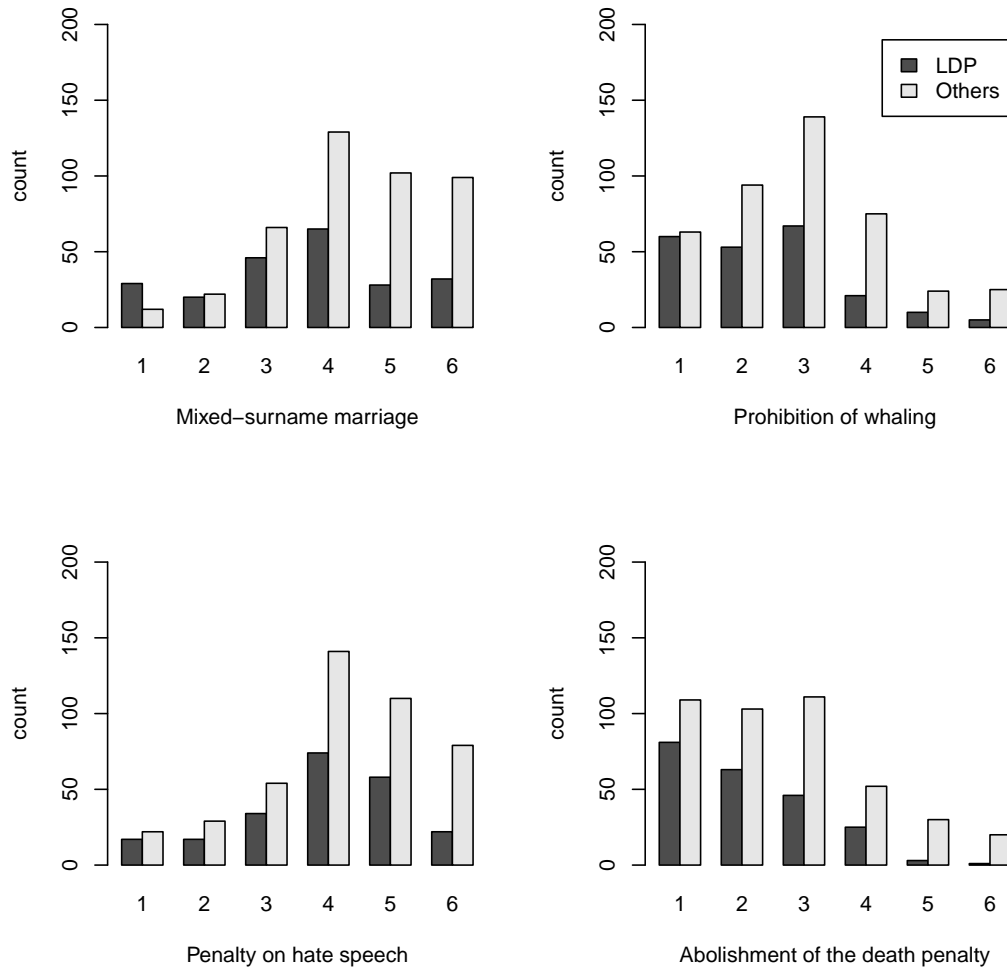 200
150
100
50
0
count
1 2 3 4 5 6
Mixed−surname marriage
200
150
100
50
0
count
LDP
Others
1 2 3 4 5 6
Prohibition of whaling
200
150
100
50
0
count
1 2 3 4 5 6
Penalty on hate speech
200
150
100
50
0
count
1 2 3 4 5 6
Abolishment of the death penalty